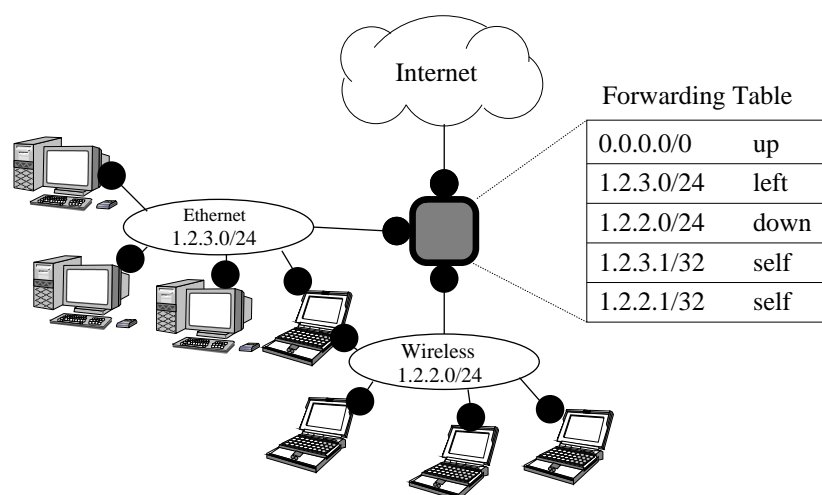 Internet
Forwarding Table
0.0.0.0/0 up
1.2.3.0/24 left
1.2.2.0/24 down
1.2.3.1/32 self
1.2.2.1/32 self
Ethernet
1.2.3.0/24
Wireless
1.2.2.0/24